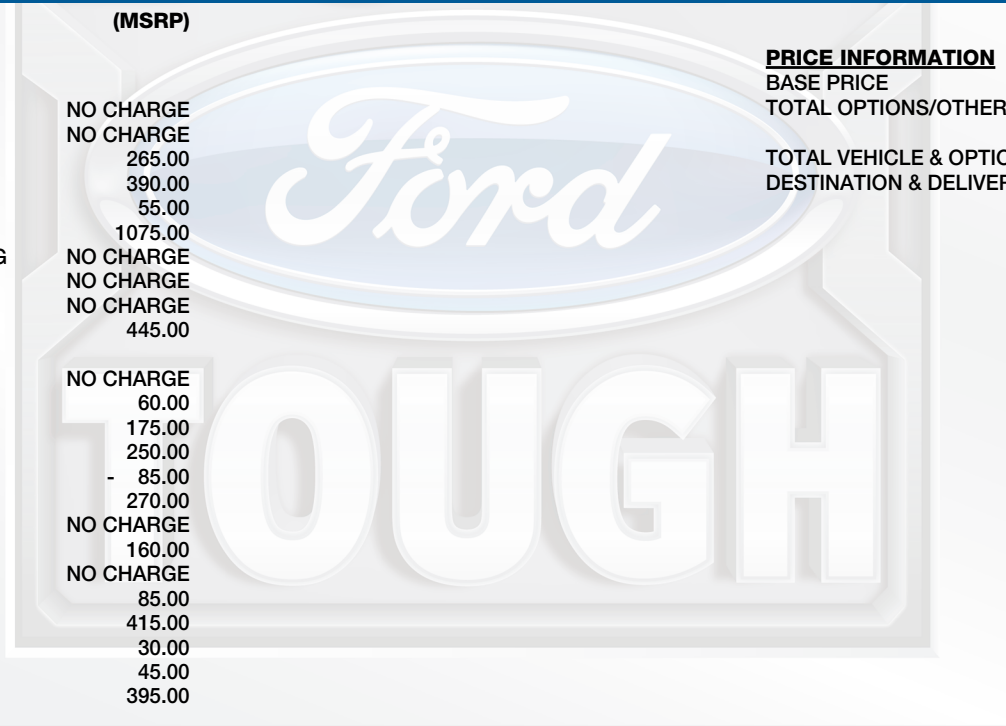 (MSRP)
NO CHARGE
NO CHARGE
265.00
390.00
55.00
1075.00
G NO CHARGE
NO CHARGE
NO CHARGE
445.00
NO CHARGE
60.00
175.00
250.00
- 85.00
270.00
NO CHARGE
160.00
NO CHARGE
85.00
415.00
30.00
45.00
395.00
PRICE INFORMATION
BASE PRICE
TOTAL OPTIONS/OTHER
TOTAL VEHICLE & OPTIO
DESTINATION & DELIVER
Ford
TOUGH